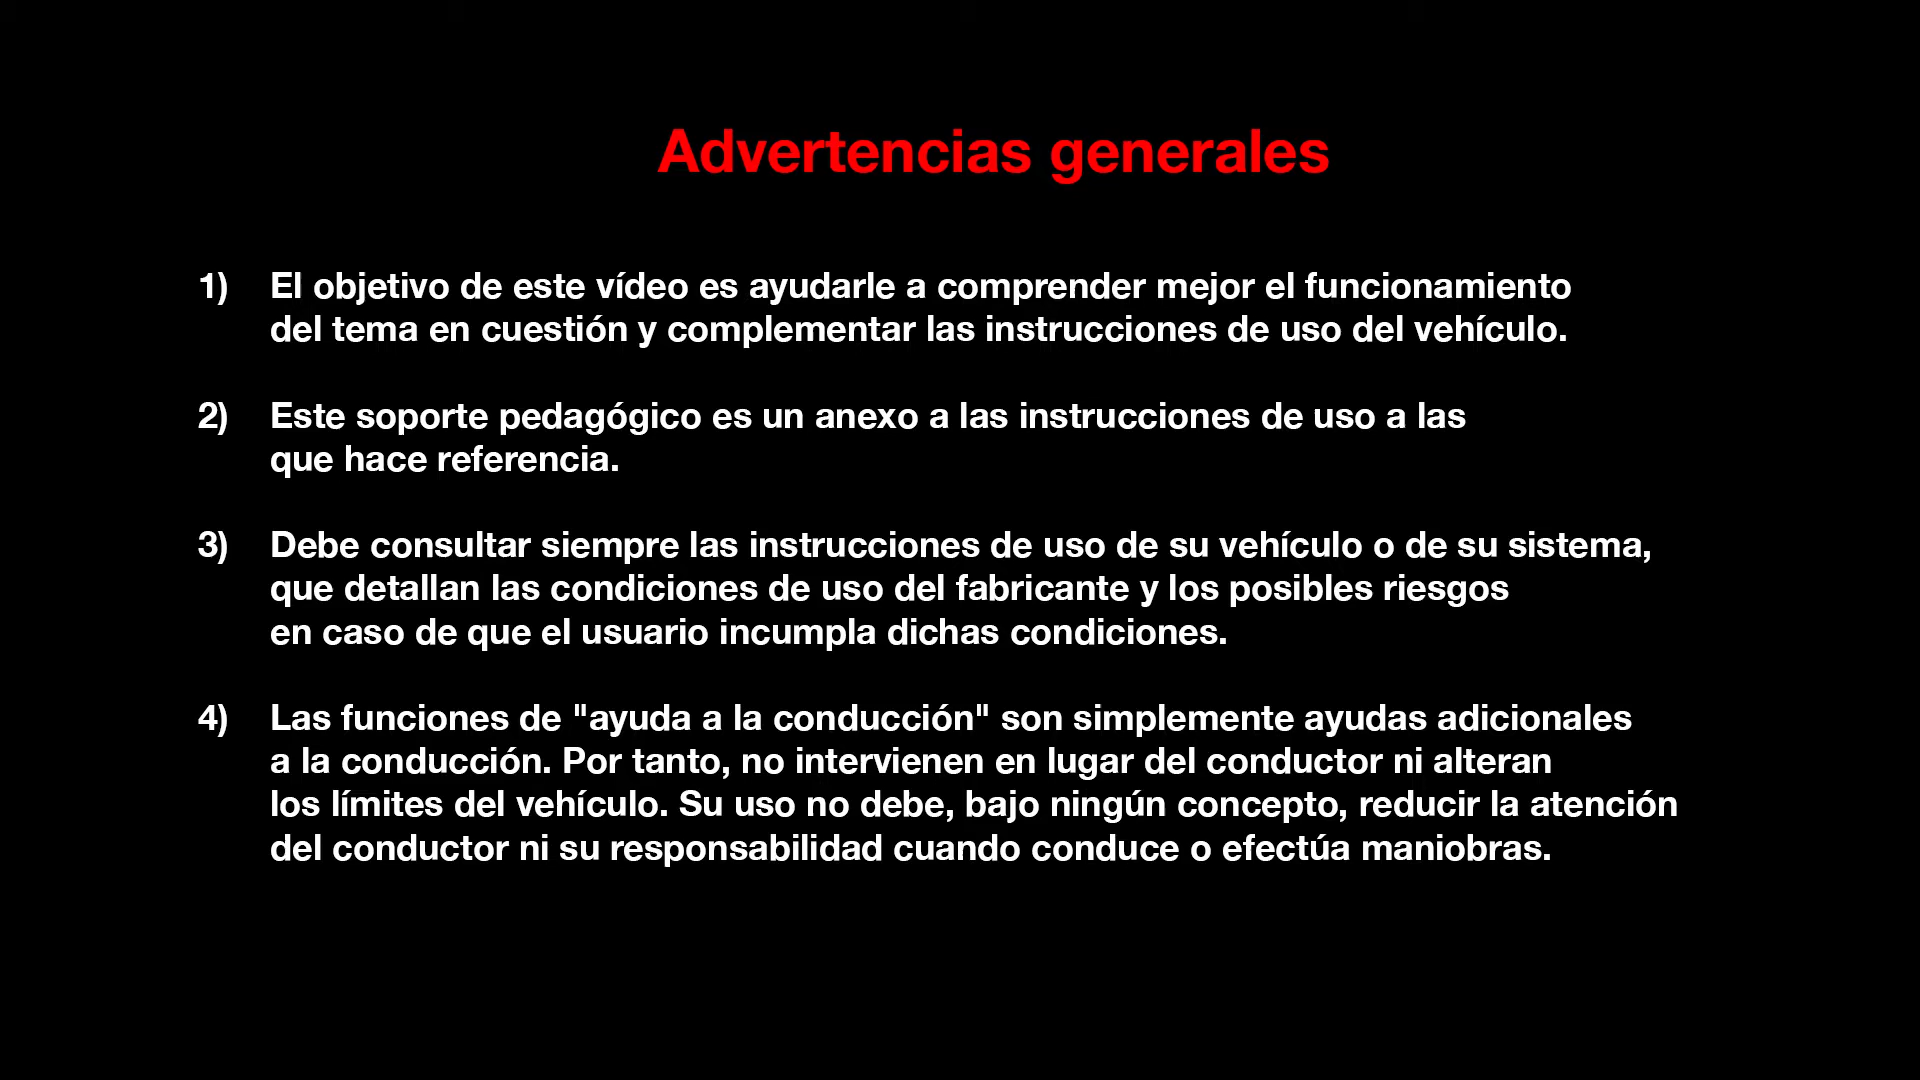 Advertencias generales
1) El objetivo de este vídeo es ayudarle a comprender mejor el funcionamiento
del tema en cuestión y complementar las instrucciones de uso del vehículo.
2) Este soporte pedagógico es un anexo a las instrucciones de uso a las
que hace referencia.
3) Debe consultar siempre las instrucciones de uso de su vehículo o de su sistema,
que detallan las condiciones de uso del fabricante y los posibles riesgos
en caso de que el usuario incumpla dichas condiciones.
4) Las funciones de "ayuda a la conducción" son simplemente ayudas adicionales
a la conducción. Por tanto, no intervienen en lugar del conductor ni alteran
los límites del vehículo. Su uso no debe, bajo ningún concepto, reducir la atención
del conductor ni su responsabilidad cuando conduce o efectúa maniobras.